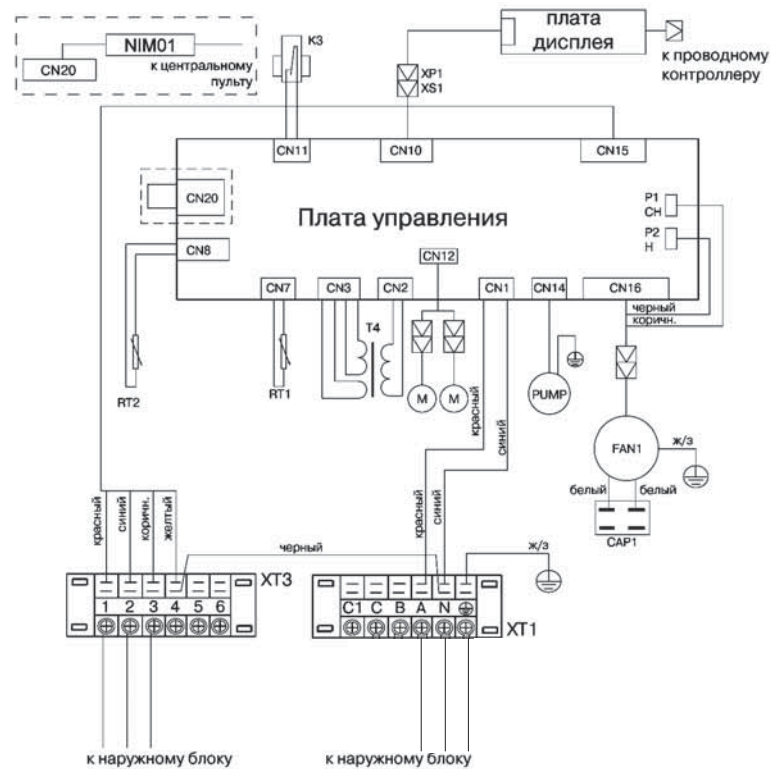 NIM01
CN20
к центральному
пульту
K3
XP1
XS1
плата
дисплея
к проводному
контроллеру
CN11
CN10
CN15
CN20
CN8
Плата управления
P1
CH
P2
H
CN12
CN7
CN3
CN2
CN1
CN14
CN16
черный
коричн.
T4
RT2
RT1
M
M
PUMP
красный
синий
FAN1
ж/з
белый
белый
CAP1
красный
синий
коричн.
желтый
черный
красный
синий
ж/з
XT3
1 2 3 4 5 6
C1 C B A N
XT1
к наружному блоку
к наружному блоку